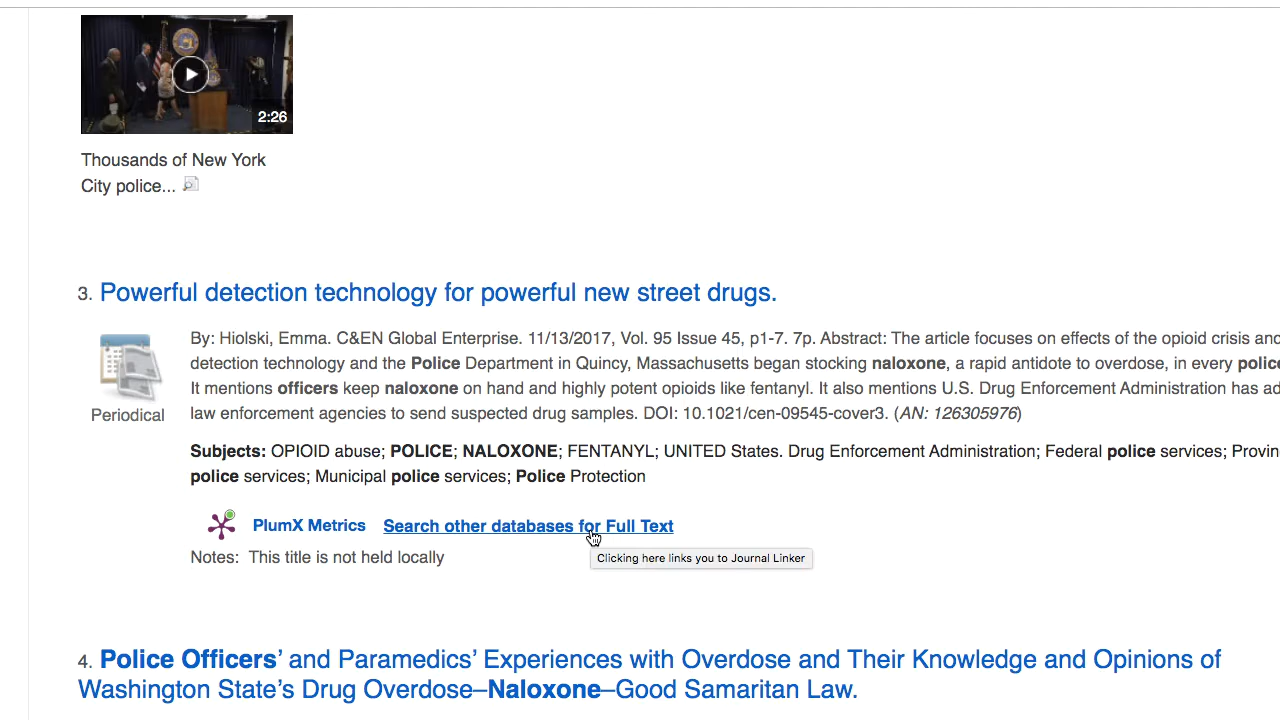 2:26
Thousands of New York
City police...
3. Powerful detection technology for powerful new street drugs.
By: Hiolski, Emma. C&EN Global Enterprise. 11/13/2017, Vol. 95 Issue 45, p1-7. 7p. Abstract: The article focuses on effects of the opioid crisis and
detection technology and the Police Department in Quincy, Massachusetts began stocking naloxone, a rapid antidote to overdose, in every police
It mentions officers keep naloxone on hand and highly potent opioids like fentanyl. It also mentions U.S. Drug Enforcement Administration has ad
law enforcement agencies to send suspected drug samples. DOI: 10.1021/cen-09545-cover3. (AN: 126305976)
Periodical
Subjects: OPIOID abuse; POLICE; NALOXONE; FENTANYL; UNITED States. Drug Enforcement Administration; Federal police services; Provin
police services; Municipal police services; Police Protection
PlumX Metrics Search other databases for Full Text
Notes: This title is not held locally
Clicking here links you to Journal Linker
4. Police Officers’ and Paramedics’ Experiences with Overdose and Their Knowledge and Opinions of
Washington State’s Drug Overdose–Naloxone–Good Samaritan Law.